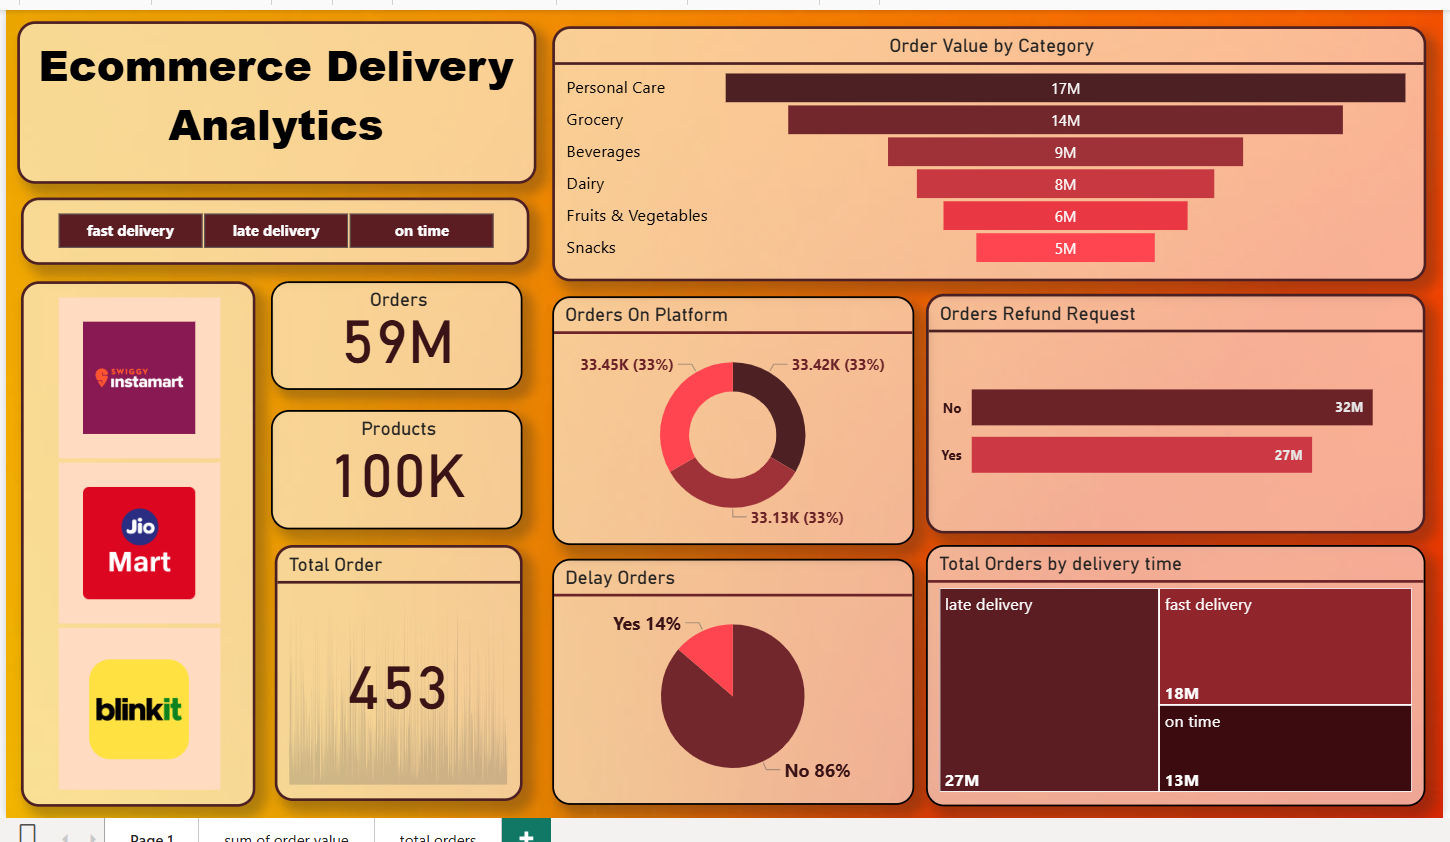 Ecommerce Delivery
Analytics
fast delivery
late delivery
on time
SWIGGY
instamart
Jio
Mart
blinkit
Orders
59M
Products
100K
Total Order
453
Order Value by Category
Personal Care 17M
Grocery 14M
Beverages 9M
Dairy 8M
Fruits & Vegetables 6M
Snacks 5M
Orders On Platform
33.45K (33%)
33.42K (33%)
33.13K (33%)
Orders Refund Request
No 32M
Yes 27M
Delay Orders
Yes 14%
No 86%
Total Orders by delivery time
late delivery
27M
fast delivery
18M
on time
13M
Page 1
sum of order value
total orders